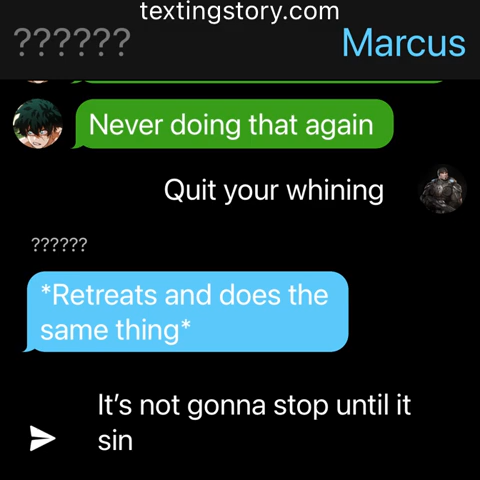 textingstory.com
?????? Marcus
Never doing that again
Quit your whining
??????
*Retreats and does the
same thing*
It’s not gonna stop until it
sin